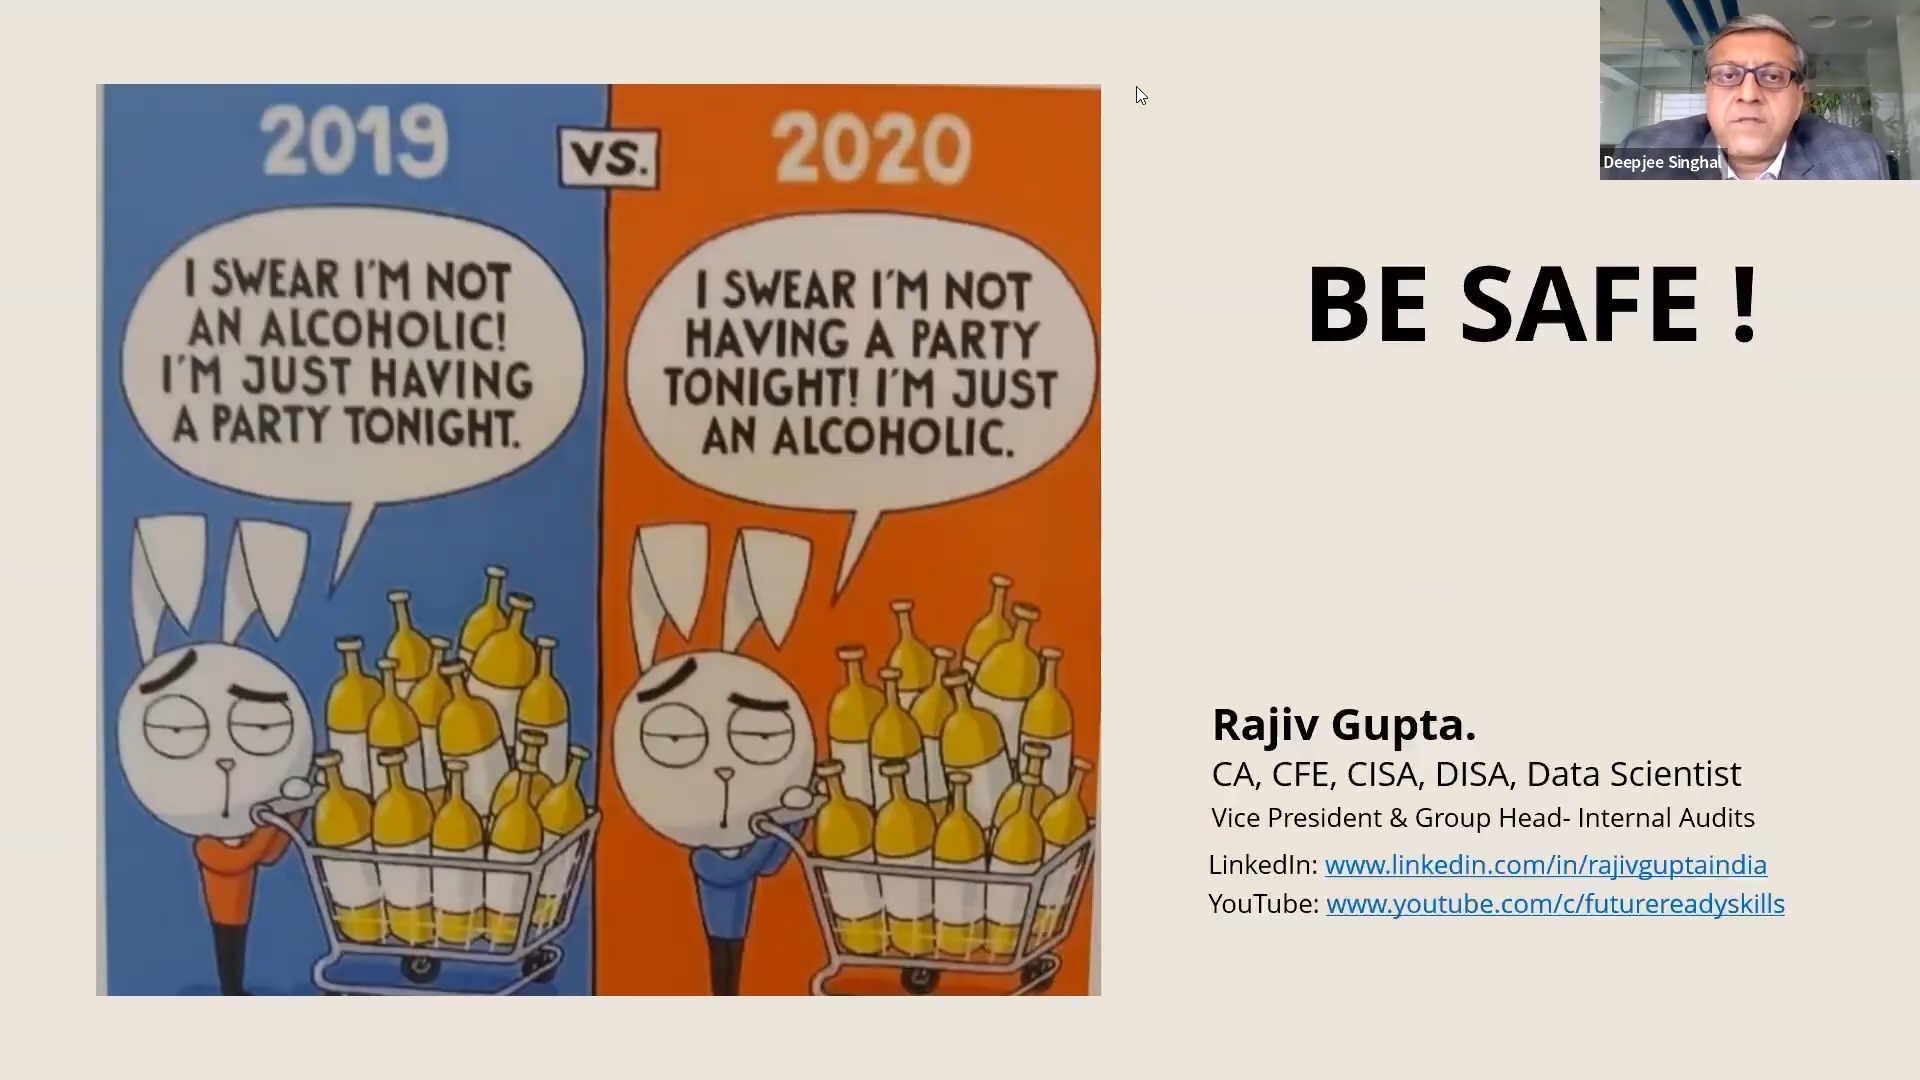 2019
VS.
2020
I SWEAR I'M NOT
AN ALCOHOLIC!
I'M JUST HAVING
A PARTY TONIGHT.
I SWEAR I'M NOT
HAVING A PARTY
TONIGHT! I'M JUST
AN ALCOHOLIC.
Deepjee Singhal
BE SAFE !
Rajiv Gupta.
CA, CFE, CISA, DISA, Data Scientist
Vice President & Group Head- Internal Audits
LinkedIn: www.linkedin.com/in/rajivguptaindia
YouTube: www.youtube.com/c/futurereadyskills